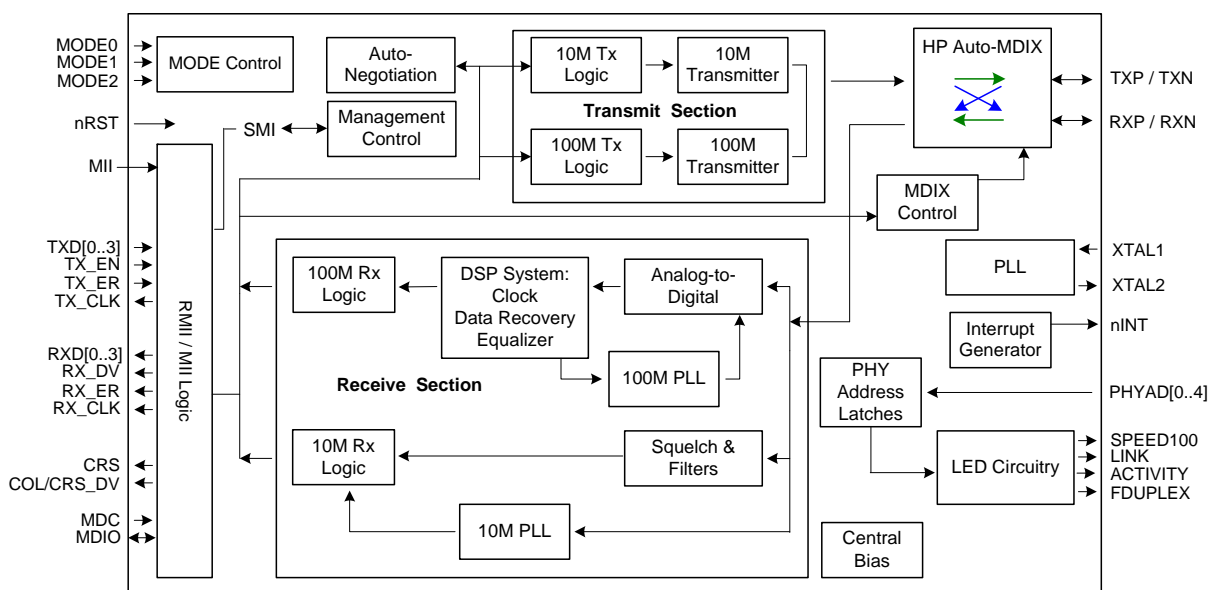 MODE0
MODE1
MODE2
nRST
MII
TXD[0..3]
TX_EN
TX_ER
TX_CLK
RXD[0..3]
RX_DV
RX_ER
RX_CLK
CRS
COL/CRS_DV
MDC
MDIO
MODE Control
RMII / MII Logic
SMI
Auto-
Negotiation
Management
Control
10M Tx
Logic
10M
Transmitter
Transmit Section
100M Tx
Logic
100M
Transmitter
100M Rx
Logic
DSP System:
Clock
Data Recovery
Equalizer
Analog-to-
Digital
100M PLL
Receive Section
10M Rx
Logic
Squelch &
Filters
10M PLL
HP Auto-MDIX
MDIX
Control
PLL
Interrupt
Generator
PHY
Address
Latches
LED Circuitry
Central
Bias
TXP / TXN
RXP / RXN
XTAL1
XTAL2
nINT
PHYAD[0..4]
SPEED100
LINK
ACTIVITY
FDUPLEX